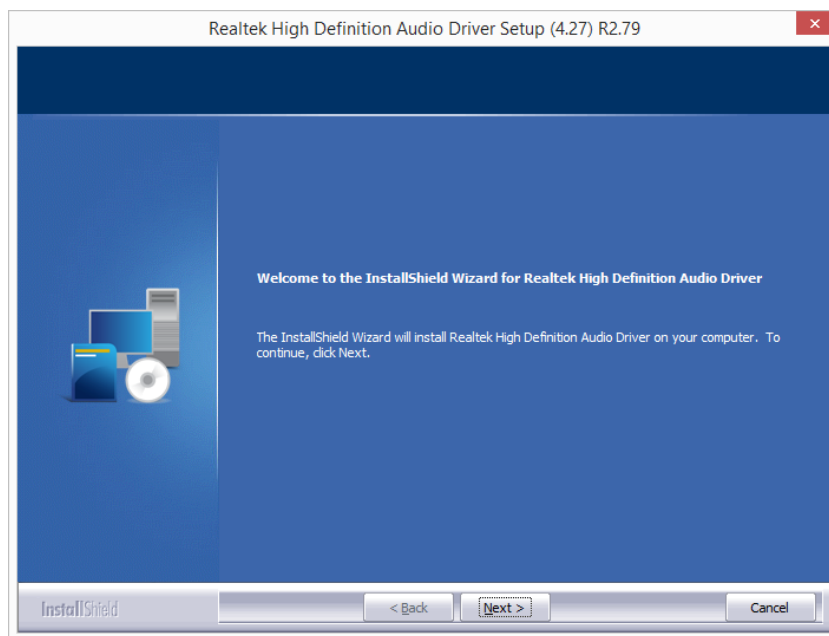 Realtek High Definition Audio Driver Setup (4.27) R2.79
Welcome to the InstallShield Wizard for Realtek High Definition Audio Driver
The InstallShield Wizard will install Realtek High Definition Audio Driver on your computer. To
continue, click Next.
InstallShield
< Back
Next >
Cancel